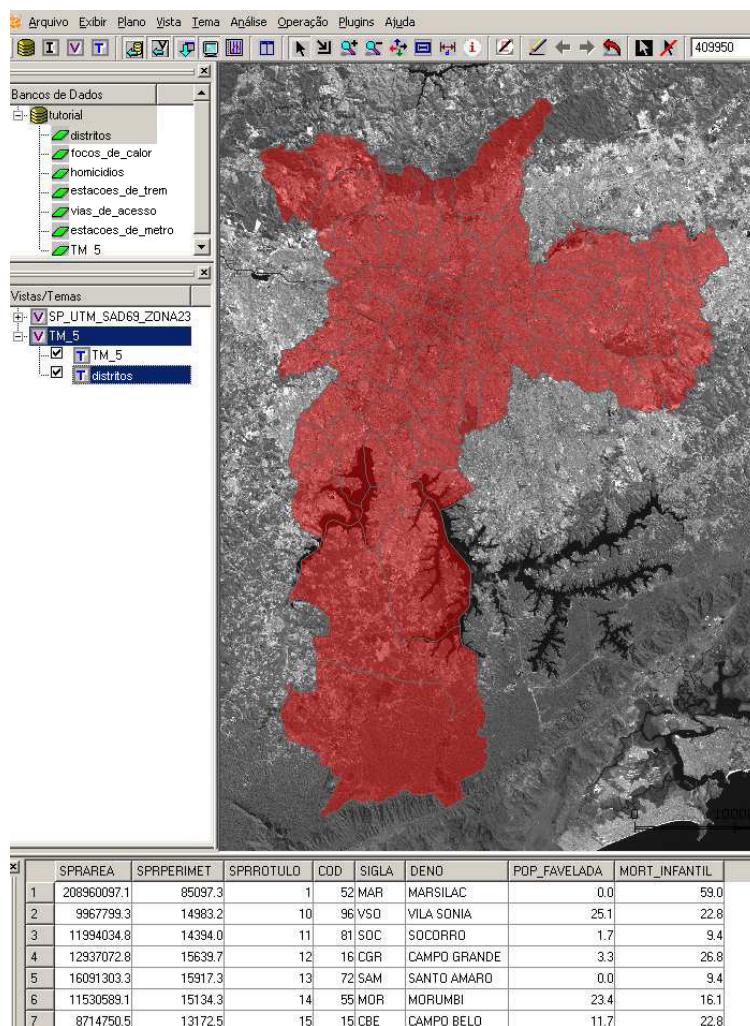 Arquivo Exibir Plano Vista Tema Análise Operação Plugins Ajuda
I V T i 409950
Bancos de Dados
tutorial
distritos
focos_de_calor
homicidios
estacoes_de_trem
vias_de_acesso
estacoes_de_metro
TM_5
Vistas/Temas
V SP_UTM_SAD69_ZONA23
V TM_5
T TM_5
T distritos
0 10000
SPRAREA SPRPERIMET SPRROTULO COD SIGLA DENO POP_FAVELADA MORT_INFANTIL
1 208960097.1 85097.3 1 52 MAR MARSILAC 0.0 59.0
2 9967799.3 14983.2 10 96 VSO VILA SONIA 25.1 22.8
3 11994034.8 14394.0 11 81 SOC SOCORRO 1.7 9.4
4 12937072.8 15639.7 12 16 CGR CAMPO GRANDE 3.3 26.8
5 16091303.3 15917.3 13 72 SAM SANTO AMARO 0.0 9.4
6 11530589.1 15134.3 14 55 MOR MORUMBI 23.4 16.1
7 8714750.5 13172.5 15 15 CBE CAMPO BELO 11.7 22.8